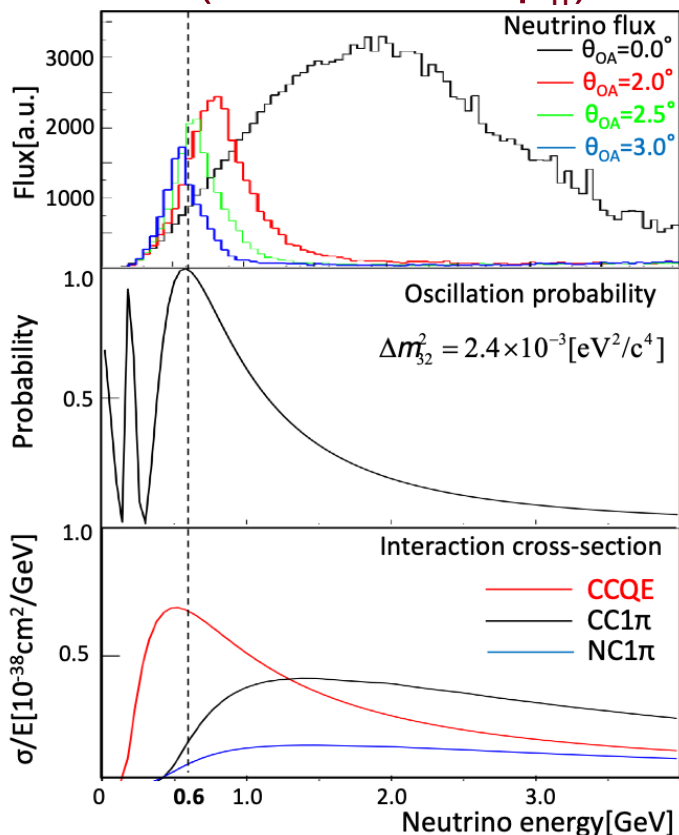 Neutrino flux
θOA=0.0°
θOA=2.0°
θOA=2.5°
θOA=3.0°
3000
2000
1000
Flux[a.u.]
Oscillation probability
Δm²₃₂ = 2.4×10⁻³[eV²/c⁴]
1.0
0.5
Probability
Interaction cross-section
CCQE
CC1π
NC1π
1.0
0.5
σ/E[10⁻³⁸cm²/GeV]
0 0.6 1.0 2.0 3.0
Neutrino energy[GeV]